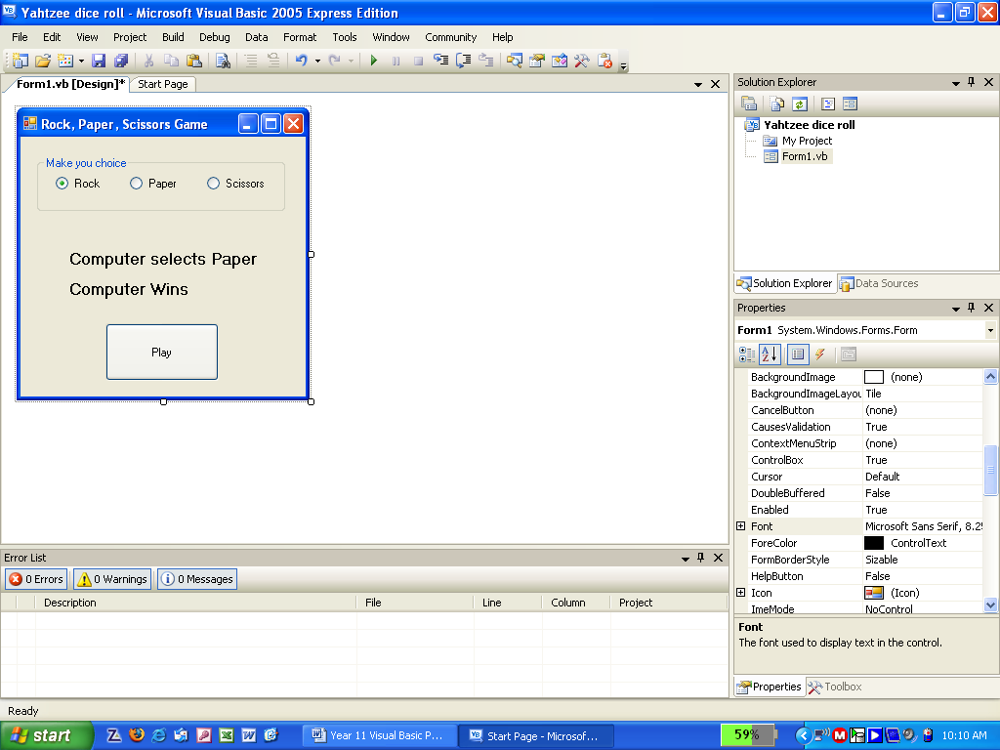 Yahtzee dice roll - Microsoft Visual Basic 2005 Express Edition
File Edit View Project Build Debug Data Format Tools Window Community Help
Form1.vb [Design]* Start Page
Rock, Paper, Scissors Game
Make you choice
Rock Paper Scissors
Computer selects Paper
Computer Wins
Play
Error List
0 Errors 0 Warnings 0 Messages
Description File Line Column Project
Solution Explorer
Yahtzee dice roll
My Project
Form1.vb
Solution Explorer Data Sources
Properties
Form1 System.Windows.Forms.Form
BackgroundImage (none)
BackgroundImageLayou Tile
CancelButton (none)
CausesValidation True
ContextMenuStrip (none)
ControlBox True
Cursor Default
DoubleBuffered False
Enabled True
Font Microsoft Sans Serif, 8.25
ForeColor ControlText
FormBorderStyle Sizable
HelpButton False
Icon (Icon)
ImeMode NoControl
Font
The font used to display text in the control.
Properties Toolbox
Ready
start Year 11 Visual Basic P... Start Page - Microsof... 59% 10:10 AM